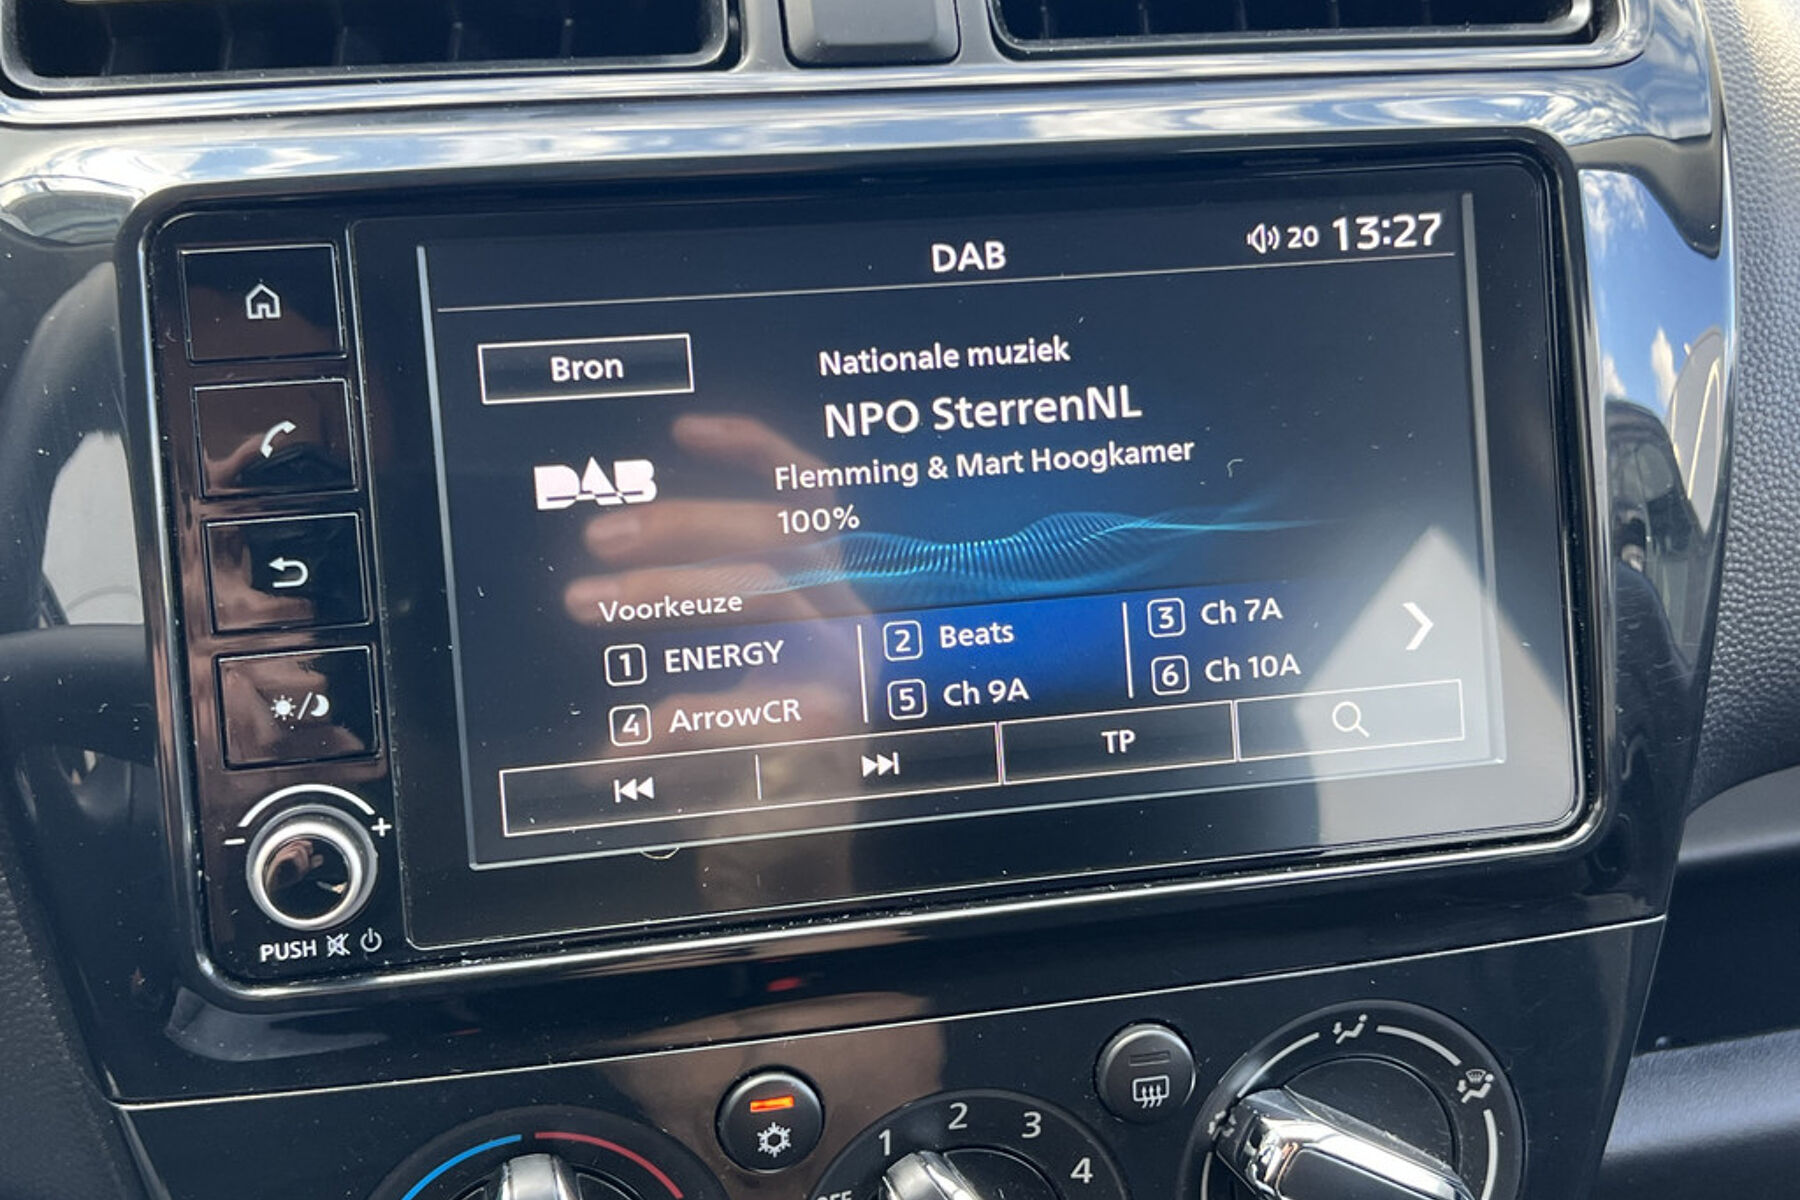 DAB
20 13:27
Bron
Nationale muziek
NPO SterrenNL
DAB
Flemming & Mart Hoogkamer
100%
Voorkeuze
1 ENERGY
2 Beats
3 Ch 7A
4 ArrowCR
5 Ch 9A
6 Ch 10A
TP
- +
PUSH
OFF 1 2 3 4